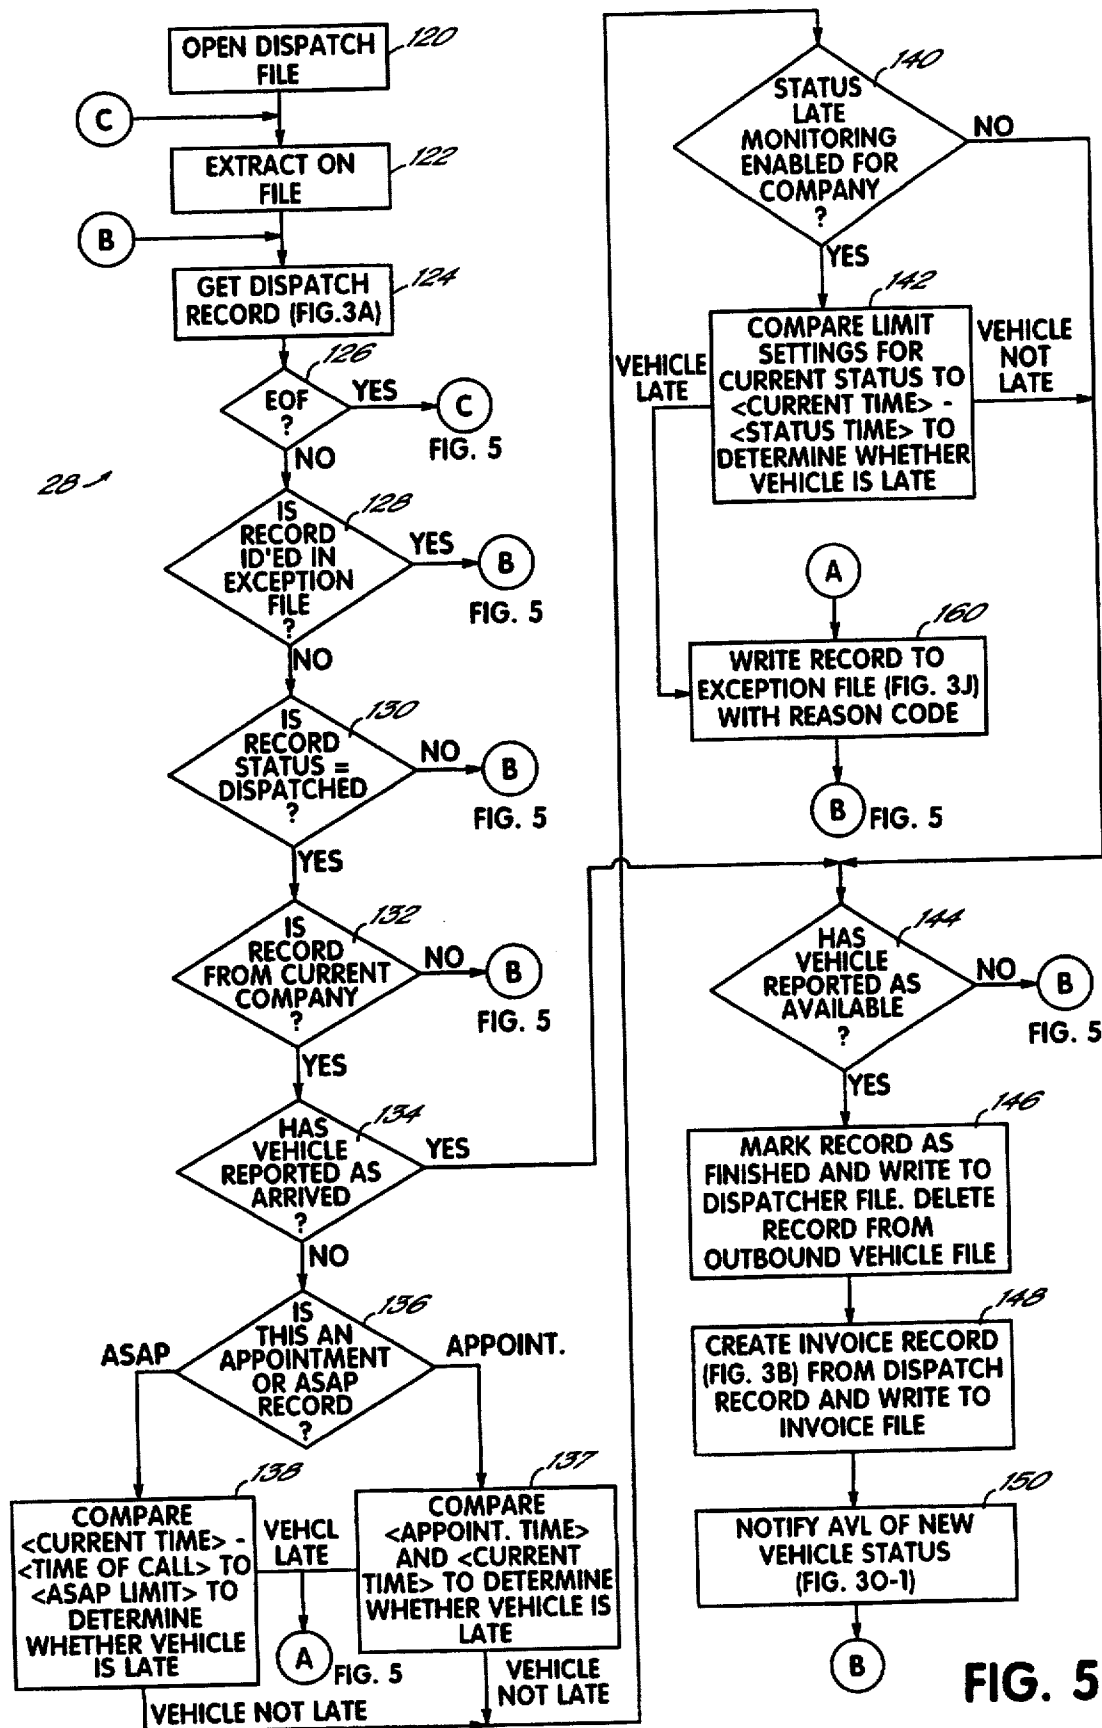 OPEN DISPATCH
FILE
120
C
EXTRACT ON
FILE
122
B
GET DISPATCH
RECORD (FIG.3A)
124
126
EOF
?
YES
C
FIG. 5
NO
28
128
IS
RECORD
ID'ED IN
EXCEPTION
FILE
?
YES
B
FIG. 5
NO
130
IS
RECORD
STATUS =
DISPATCHED
?
NO
B
FIG. 5
YES
132
IS
RECORD
FROM CURRENT
COMPANY
?
NO
B
FIG. 5
YES
134
HAS
VEHICLE
REPORTED AS
ARRIVED
?
YES
NO
136
IS
THIS AN
APPOINTMENT
OR ASAP
RECORD
?
ASAP
APPOINT.
138
COMPARE
<CURRENT TIME> -
<TIME OF CALL> TO
<ASAP LIMIT> TO
DETERMINE
WHETHER VEHICLE
IS LATE
VEHCL
LATE
A
FIG. 5
137
COMPARE
<APPOINT. TIME>
AND <CURRENT
TIME> TO DETERMINE
WHETHER VEHICLE IS
LATE
VEHICLE NOT LATE
VEHICLE
NOT LATE
140
STATUS
LATE
MONITORING
ENABLED FOR
COMPANY
?
NO
YES
142
COMPARE LIMIT
SETTINGS FOR
CURRENT STATUS TO
<CURRENT TIME> -
<STATUS TIME> TO
DETERMINE WHETHER
VEHICLE IS LATE
VEHICLE
LATE
VEHICLE
NOT
LATE
A
160
WRITE RECORD TO
EXCEPTION FILE (FIG. 3J)
WITH REASON CODE
B
FIG. 5
144
HAS
VEHICLE
REPORTED AS
AVAILABLE
?
NO
B
FIG. 5
YES
146
MARK RECORD AS
FINISHED AND WRITE TO
DISPATCHER FILE. DELETE
RECORD FROM
OUTBOUND VEHICLE FILE
148
CREATE INVOICE RECORD
(FIG. 3B) FROM DISPATCH
RECORD AND WRITE TO
INVOICE FILE
150
NOTIFY AVL OF NEW
VEHICLE STATUS
(FIG. 3O-1)
B
FIG. 5